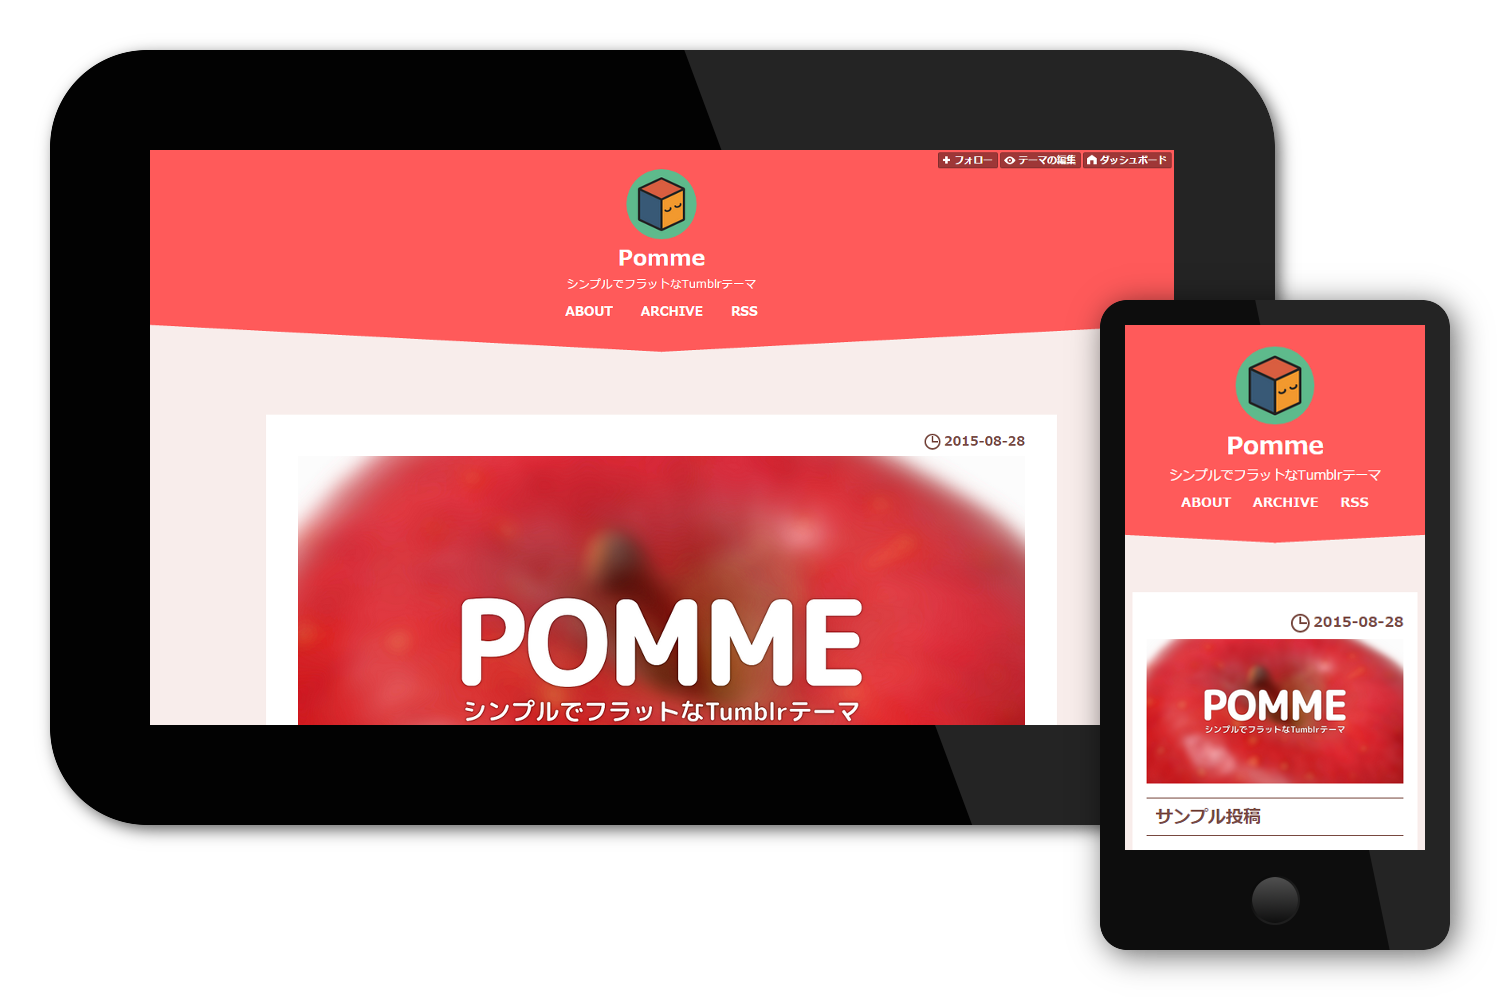 フォロー テーマの編集 ダッシュボード
Pomme
シンプルでフラットなTumblrテーマ
ABOUT ARCHIVE RSS
2015-08-28
POMME
シンプルでフラットなTumblrテーマ
Pomme
シンプルでフラットなTumblrテーマ
ABOUT ARCHIVE RSS
2015-08-28
POMME
シンプルでフラットなTumblrテーマ
サンプル投稿